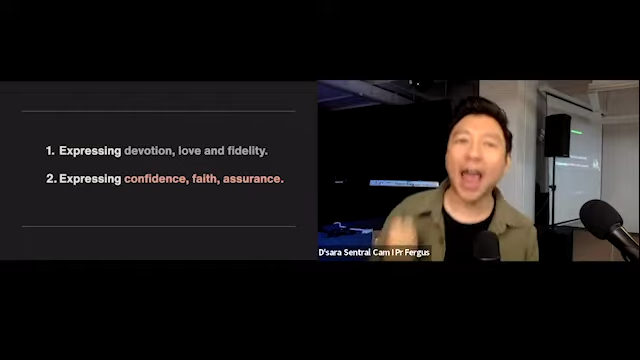 1. Expressing devotion, love and fidelity.
2. Expressing confidence, faith, assurance.
D'sara Sentral Cam I Pr Fergus